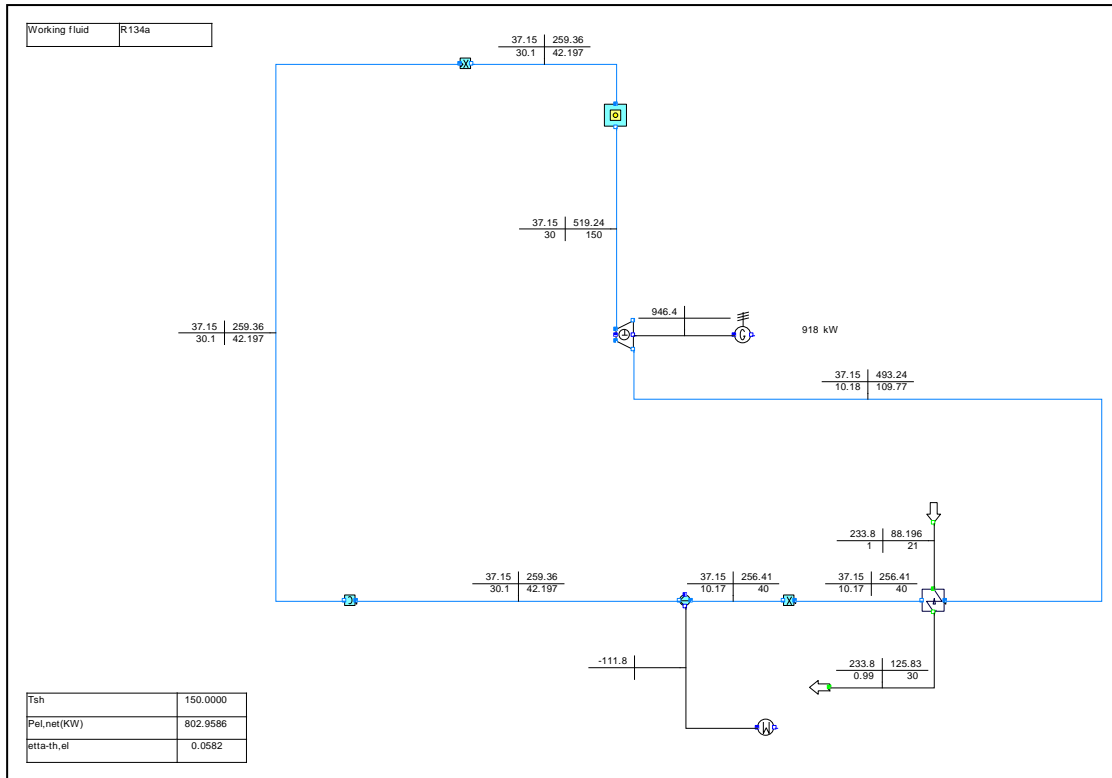 Working fluid R134a
37.15 259.36
30.1 42.197
X
37.15 519.24
30 150
946.4
G
918 kW
37.15 259.36
30.1 42.197
37.15 493.24
10.18 109.77
233.8 88.196
1 21
37.15 259.36
30.1 42.197
37.15 256.41
10.17 40
37.15 256.41
10.17 40
X
-111.8
233.8 125.83
0.99 30
W
Tsh 150.0000
Pel,net(KW) 802.9586
etta-th,el 0.0582